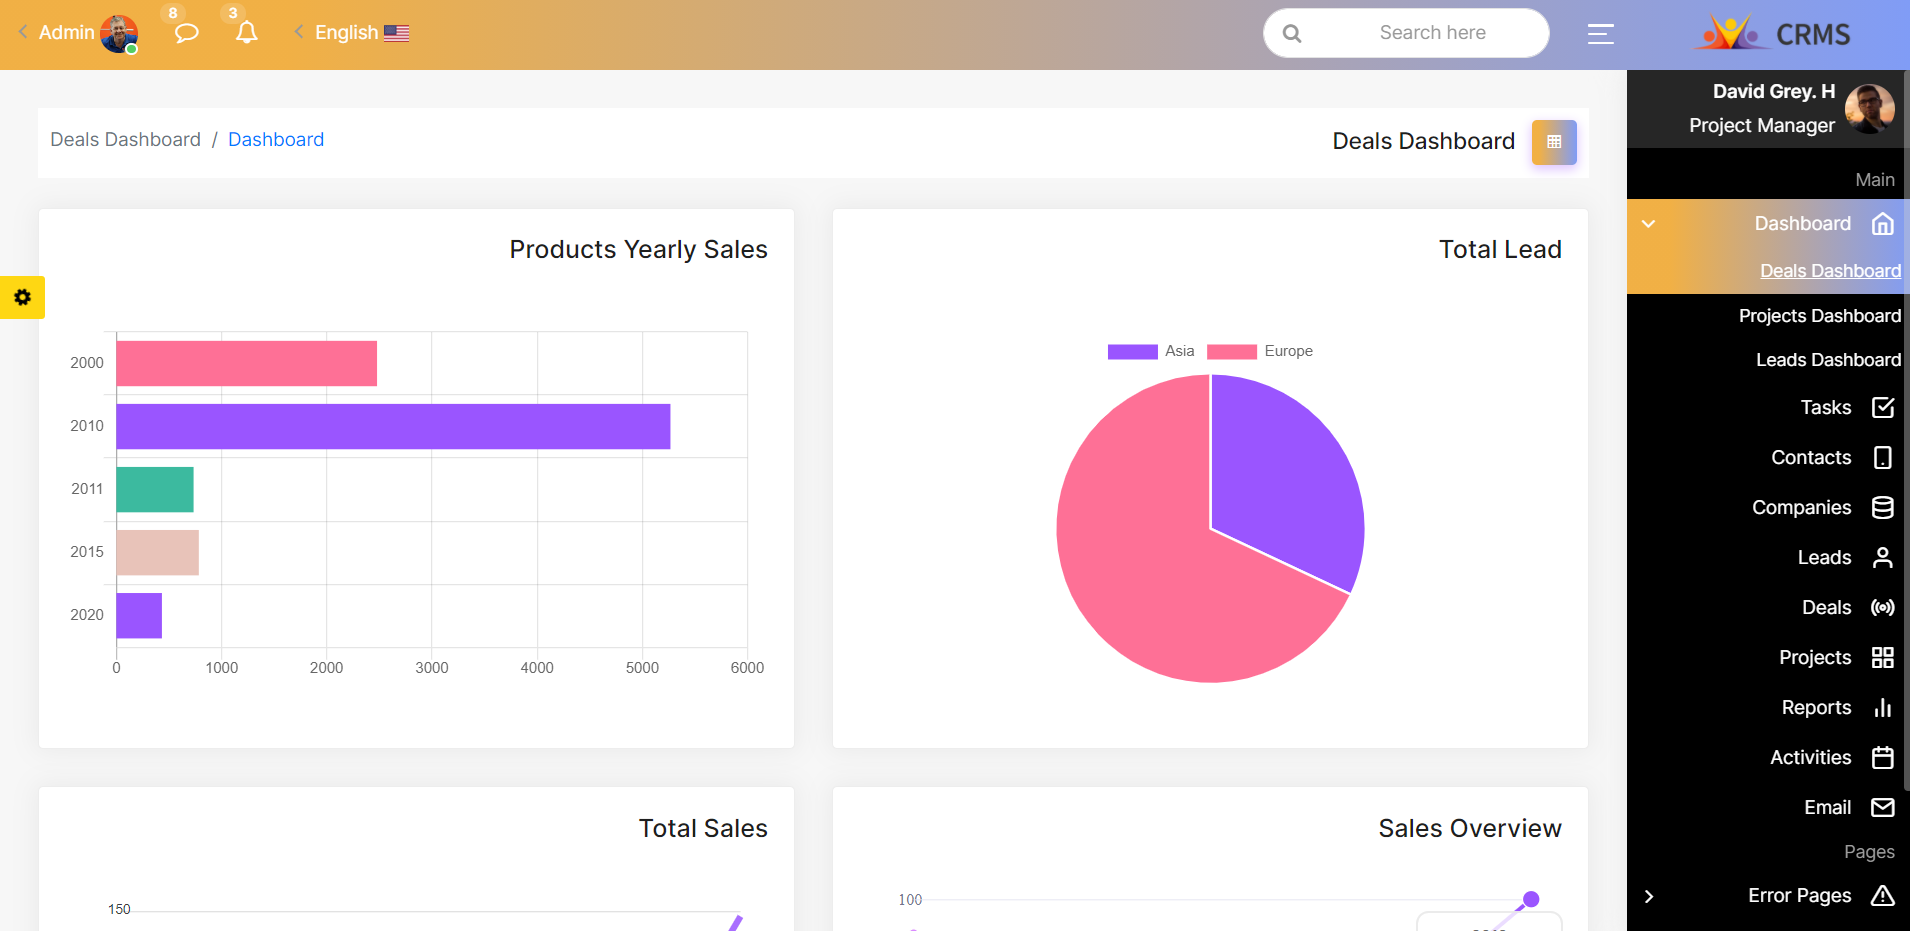 Admin
8
3
English
Search here
CRMS
David Grey. H
Project Manager
Deals Dashboard / Dashboard
Deals Dashboard
Main
Dashboard
Deals Dashboard
Projects Dashboard
Leads Dashboard
Tasks
Contacts
Companies
Leads
Deals
Projects
Reports
Activities
Email
Pages
Error Pages
Products Yearly Sales
2000
2010
2011
2015
2020
0 1000 2000 3000 4000 5000 6000
Total Lead
Asia Europe
Total Sales
150
Sales Overview
100